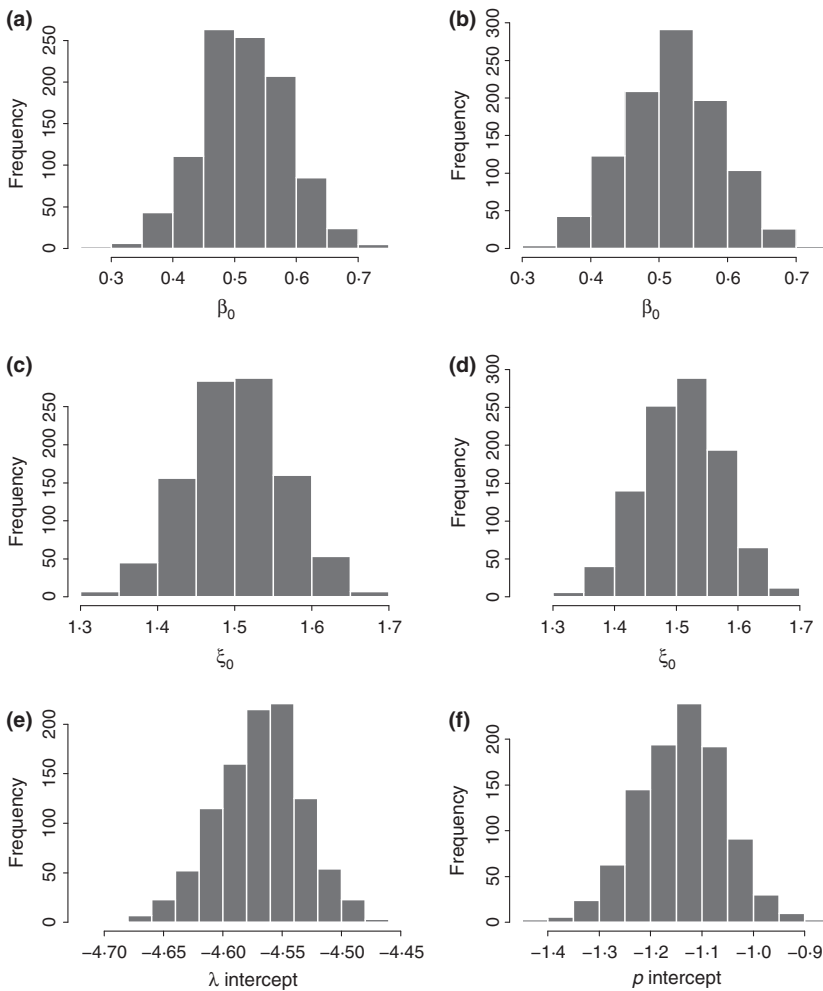 (a)
Frequency
0 50 100 150 200 250
0·3 0·4 0·5 0·6 0·7
β0
(b)
Frequency
0 50 100 150 200 250 300
0·3 0·4 0·5 0·6 0·7
β0
(c)
Frequency
0 50 100 150 200 250
1·3 1·4 1·5 1·6 1·7
ξ0
(d)
Frequency
0 50 100 150 200 250 300
1·3 1·4 1·5 1·6 1·7
ξ0
(e)
Frequency
0 50 100 150 200
−4·70 −4·65 −4·60 −4·55 −4·50 −4·45
λ intercept
(f)
Frequency
0 50 100 150 200
−1·4 −1·3 −1·2 −1·1 −1·0 −0·9
p intercept